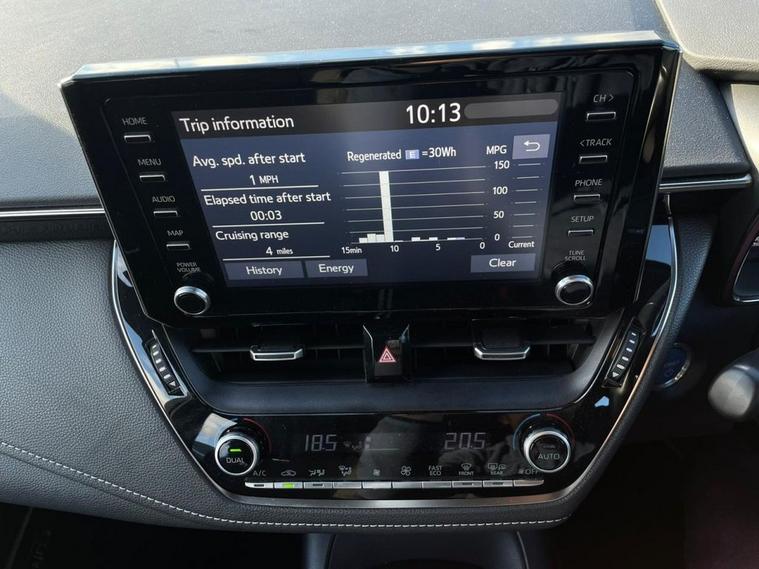 HOME
MENU
AUDIO
MAP
POWER
VOLUME
Trip information
10:13
Avg. spd. after start
1 MPH
Elapsed time after start
00:03
Cruising range
4 miles
Regenerated E =30Wh
MPG
150
100
50
0
15min 10 5 0 Current
History
Energy
Clear
CH >
< TRACK
PHONE
SETUP
TUNE
SCROLL
18.5
20.5
DUAL
AUTO
A/C
FAST
ECO
FRONT
REAR
OFF